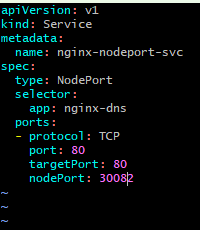 apiVersion: v1
kind: Service
metadata:
  name: nginx-nodeport-svc
spec:
  type: NodePort
  selector:
    app: nginx-dns
  ports:
  - protocol: TCP
    port: 80
    targetPort: 80
    nodePort: 30082
~
~
~